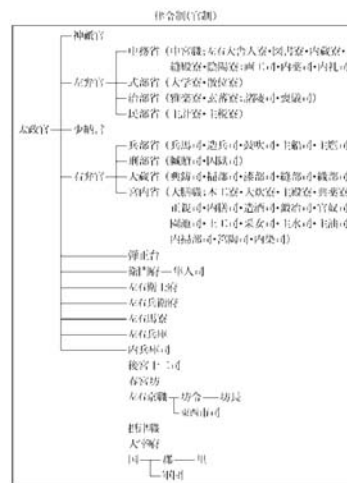 律令制(官制)
神祇官
中務省(中宮職・左右大舎人寮・図書寮・内蔵寮・
縫殿寮・陰陽寮・画工司・内薬司・内礼司)
左弁官
式部省(大学寮・散位寮)
治部省(雅楽寮・玄蕃寮・諸陵司・喪儀司)
民部省(主計寮・主税寮)
太政官
少納言
兵部省(兵馬司・造兵司・鼓吹司・主船司・主鷹司)
刑部省(贓贖司・囚獄司)
右弁官
大蔵省(典鋳司・掃部司・漆部司・縫部司・織部司)
宮内省(大膳職・木工寮・大炊寮・主殿寮・典薬寮
正親司・内膳司・造酒司・鍛冶司・官奴司
園池司・土工司・采女司・主水司・主油司
内掃部司・筥陶司・内染司)
弾正台
衛門府 隼人司
左右衛士府
左右兵衛府
左右馬寮
左右兵庫
内兵庫司
後宮十二司
春宮坊
左右京職 坊令 坊長
東西市司
摂津職
大宰府
国 郡 里
軍団